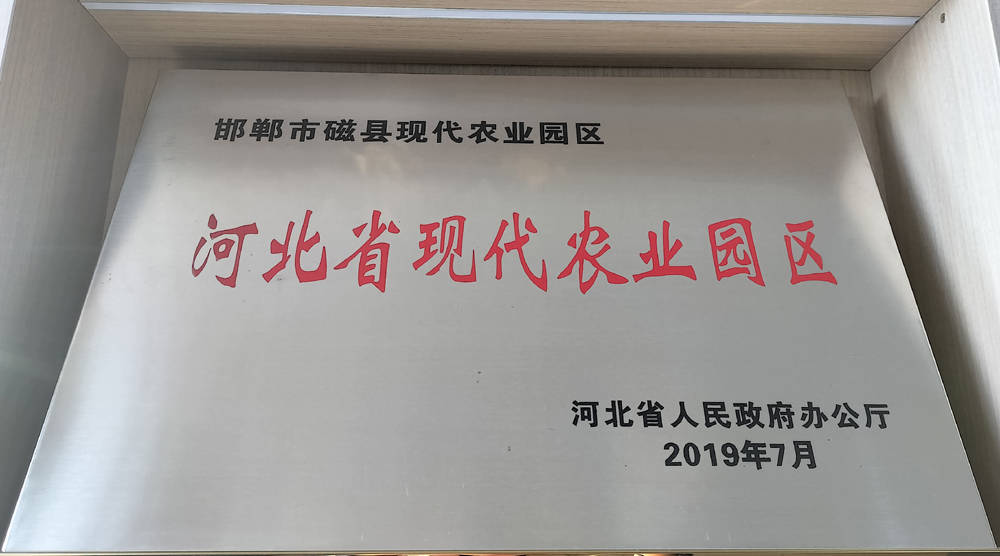 邯郸市磁县现代农业园区
河北省现代农业园区
河北省人民政府办公厅
2019年7月